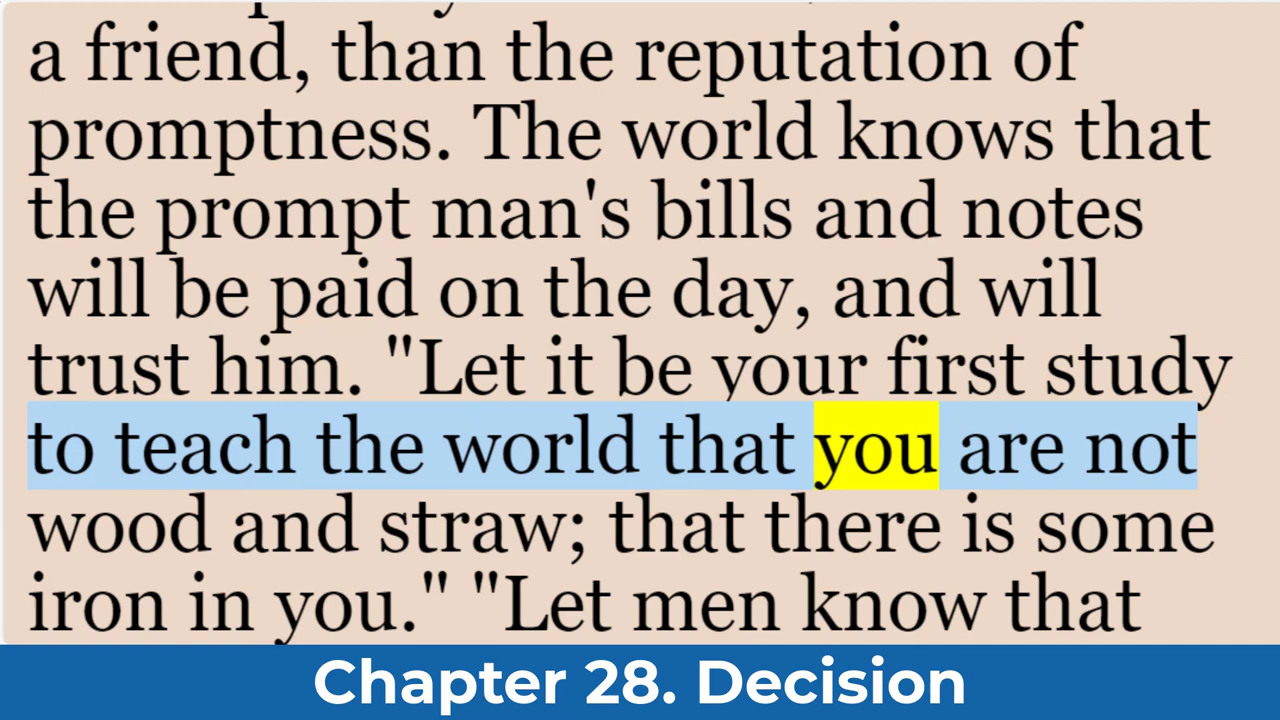 a friend, than the reputation of
promptness. The world knows that
the prompt man's bills and notes
will be paid on the day, and will
trust him. "Let it be your first study
to teach the world that you are not
wood and straw; that there is some
iron in you." "Let men know that
Chapter 28. Decision